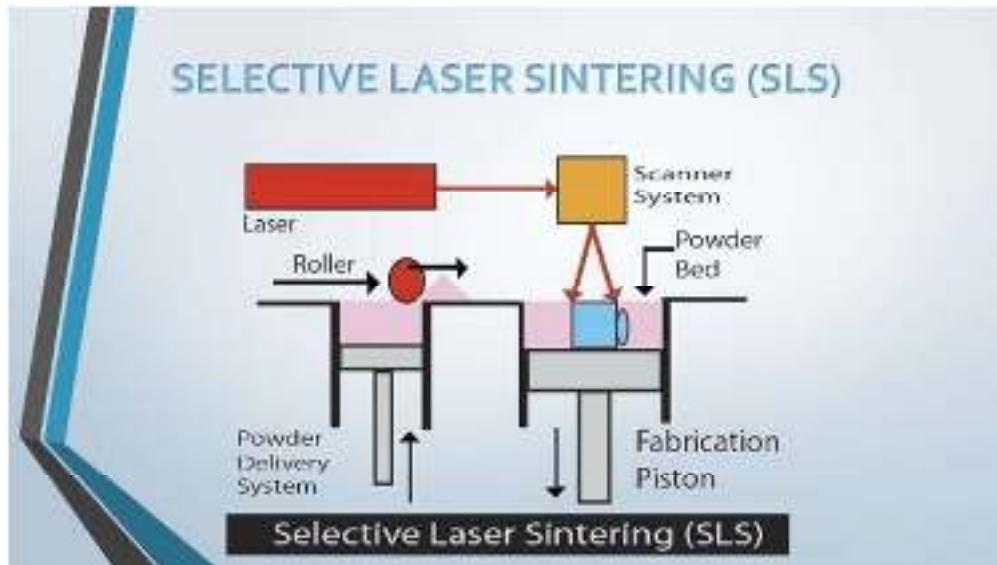 SELECTIVE LASER SINTERING (SLS)
Laser
Scanner
System
Roller
Powder
Bed
Powder
Delivery
System
Fabrication
Piston
Selective Laser Sintering (SLS)